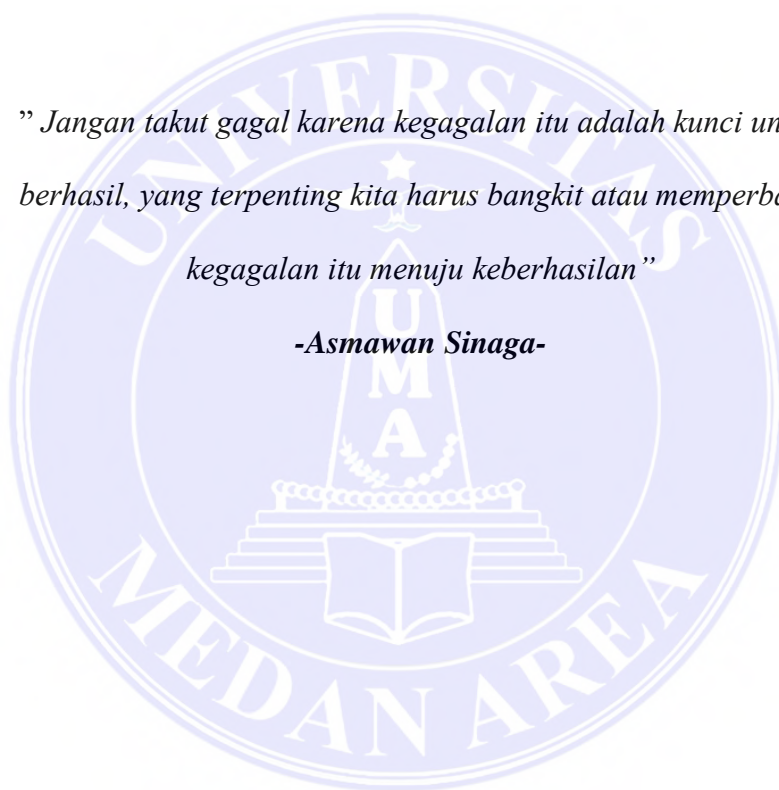 ” Jangan takut gagal karena kegagalan itu adalah kunci un
berhasil, yang terpenting kita harus bangkit atau memperba
kegagalan itu menuju keberhasilan”
-Asmawan Sinaga-
UNIVERSITAS
UMA
MEDAN AREA